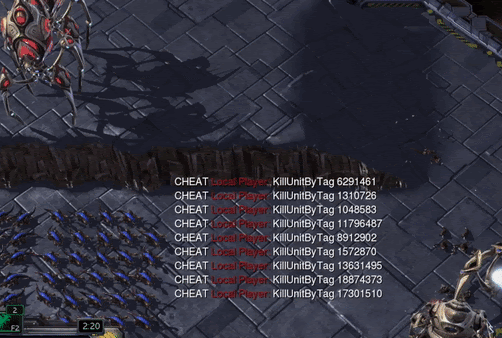 CHEAT Local Player: KillUnitByTag 6291461
CHEAT Local Player: KillUnitByTag 1310726
CHEAT Local Player: KillUnitByTag 1048583
CHEAT Local Player: KillUnitByTag 11796487
CHEAT Local Player: KillUnitByTag 8912902
CHEAT Local Player: KillUnitByTag 1572870
CHEAT Local Player: KillUnitByTag 13631495
CHEAT Local Player: KillUnitByTag 18874373
CHEAT Local Player: KillUnitByTag 17301510
2
F2
2:20